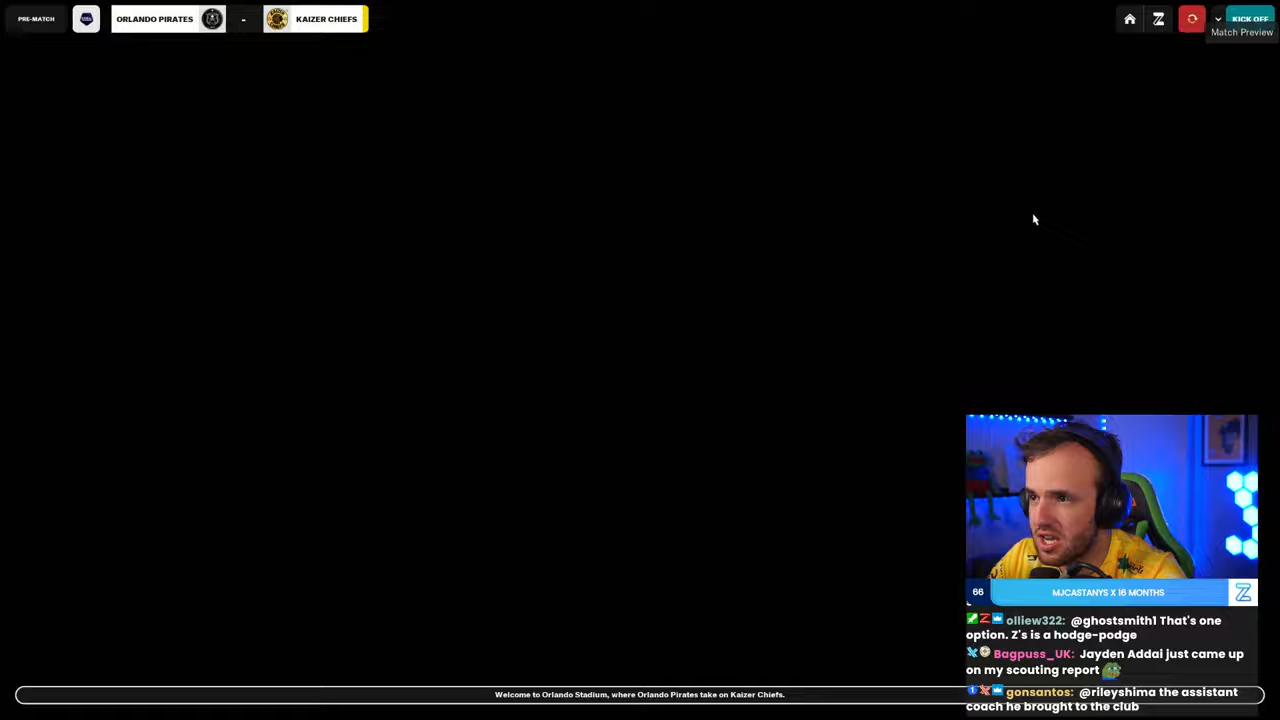 PRE-MATCH
ORLANDO PIRATES
-
KAIZER CHIEFS
Z
KICK OFF
Match Preview
66
MJCASTANYS X 16 MONTHS
Z
olliew322: @ghostsmith1 That's one
option. Z's is a hodge-podge
Bagpuss_UK: Jayden Addai just came up
on my scouting report
gonsantos: @rileyshima the assistant
coach he brought to the club
Welcome to Orlando Stadium, where Orlando Pirates take on Kaizer Chiefs.